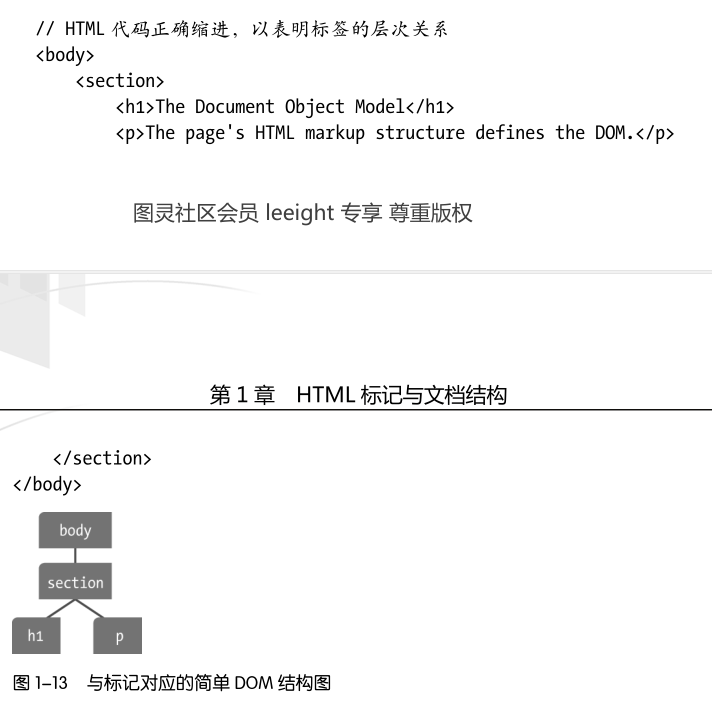 // HTML 代码正确缩进，以表明标签的层次关系
<body>
<section>
<h1>The Document Object Model</h1>
<p>The page's HTML markup structure defines the DOM.</p>
图灵社区会员 leeight 专享 尊重版权
第 1 章 HTML 标记与文档结构
</section>
</body>
body
section
h1 p
图 1–13 与标记对应的简单 DOM 结构图